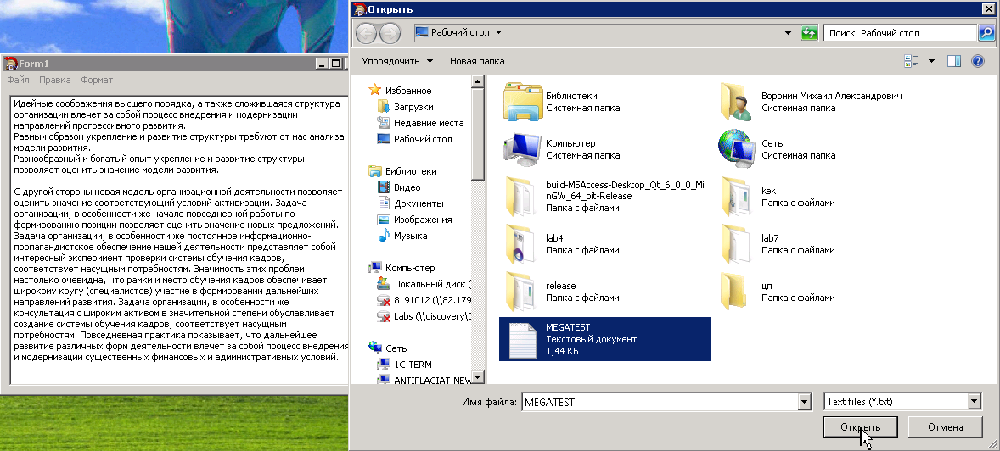 Form1
Файл Правка Формат
Идейные соображения высшего порядка, а также сложившаяся структура
организации влечет за собой процесс внедрения и модернизации
направлений прогрессивного развития.
Равным образом укрепление и развитие структуры требуют от нас анализа
модели развития.
Разнообразный и богатый опыт укрепление и развитие структуры
позволяет оценить значение модели развития.
С другой стороны новая модель организационной деятельности позволяет
оценить значение соответствующий условий активизации. Задача
организации, в особенности же начало повседневной работы по
формированию позиции позволяет оценить значение новых предложений.
Задача организации, в особенности же постоянное информационно-
пропагандистское обеспечение нашей деятельности представляет собой
интересный эксперимент проверки системы обучения кадров,
соответствует насущным потребностям. Значимость этих проблем
настолько очевидна, что рамки и место обучения кадров обеспечивает
широкому кругу (специалистов) участие в формировании дальнейших
направлений развития. Задача организации, в особенности же
консультация с широким активом в значительной степени обуславливает
создание системы обучения кадров, соответствует насущным
потребностям. Повседневная практика показывает, что дальнейшее
развитие различных форм деятельности влечет за собой процесс внедрения
и модернизации существенных финансовых и административных условий.
Открыть
Рабочий стол
Поиск: Рабочий стол
Упорядочить Новая папка
Избранное
Загрузки
Недавние места
Рабочий стол
Библиотеки
Видео
Документы
Изображения
Музыка
Компьютер
Локальный диск (
8191012 (\\82.179
Labs (\\discovery\D
Сеть
1C-TERM
ANTIPLAGIAT-NEW
Библиотеки
Системная папка
Воронин Михаил Александрович
Системная папка
Компьютер
Системная папка
Сеть
Системная папка
build-MSAccess-Desktop_Qt_6_0_0_Mi
nGW_64_bit-Release
Папка с файлами
kek
Папка с файлами
lab4
Папка с файлами
lab7
Папка с файлами
release
Папка с файлами
цп
Папка с файлами
MEGATEST
Текстовый документ
1,44 КБ
Имя файла: MEGATEST
Text files (*.txt)
Открыть
Отмена